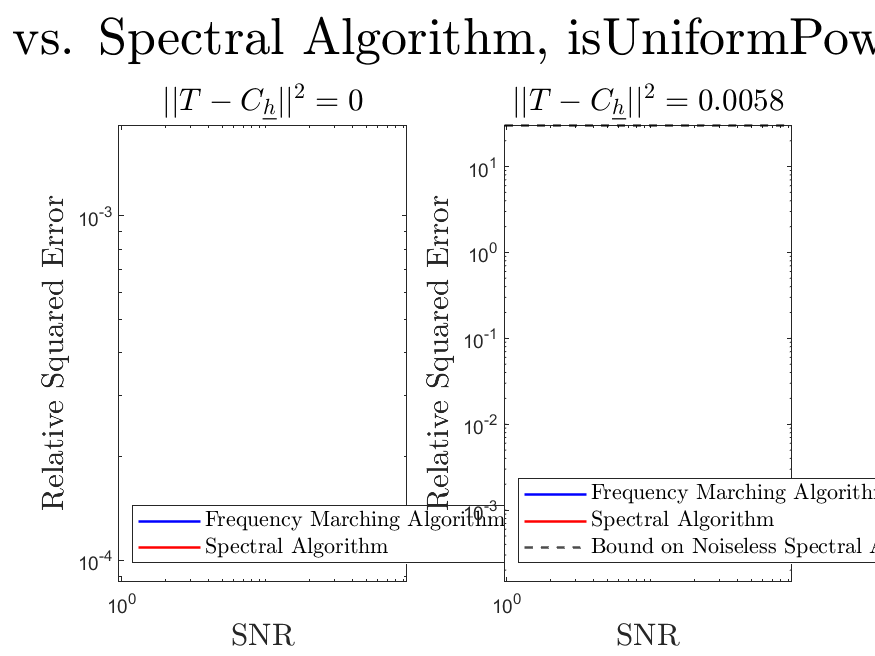 vs. Spectral Algorithm, isUniformPow
||T − C_h||^2 = 0
10^-3
10^-4
Relative Squared Error
Frequency Marching Algorithm
Spectral Algorithm
10^0
SNR
||T − C_h||^2 = 0.0058
10^1
10^0
10^-1
10^-2
10^-3
Relative Squared Error
Frequency Marching Algorith
Spectral Algorithm
Bound on Noiseless Spectral A
10^0
SNR